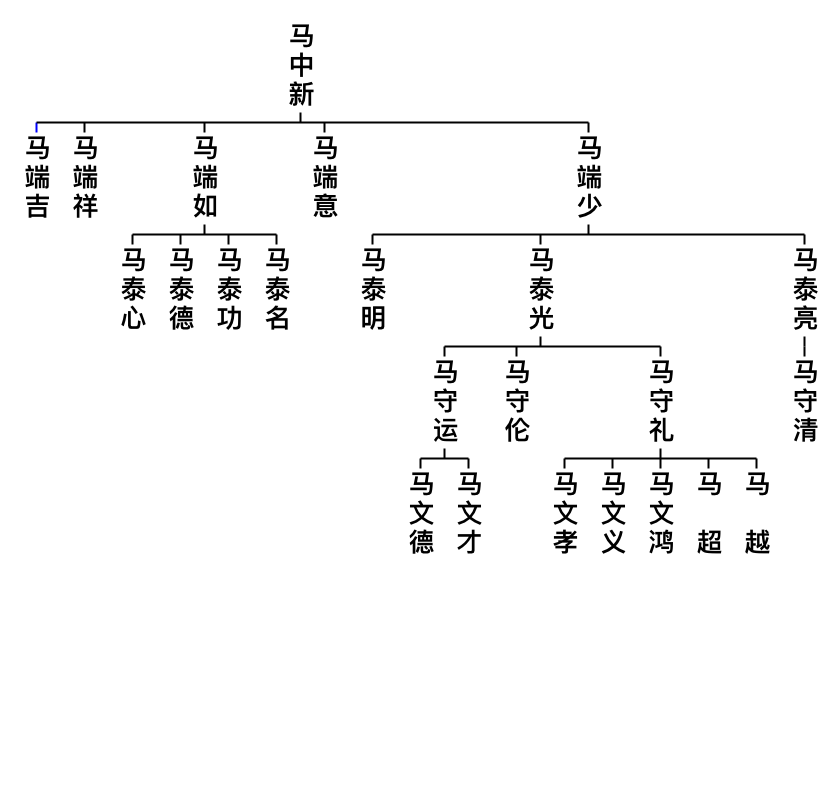 马中新
马端吉
马端祥
马端如
马端意
马端少
马泰心
马泰德
马泰功
马泰名
马泰明
马泰光
马泰亮
马守运
马守伦
马守礼
马守清
马文德
马文才
马文孝
马文义
马文鸿
马超
马越